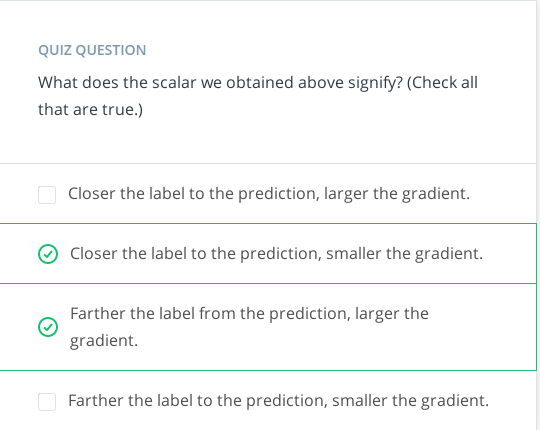 QUIZ QUESTION
What does the scalar we obtained above signify? (Check all
that are true.)
Closer the label to the prediction, larger the gradient.
Closer the label to the prediction, smaller the gradient.
Farther the label from the prediction, larger the
gradient.
Farther the label to the prediction, smaller the gradient.